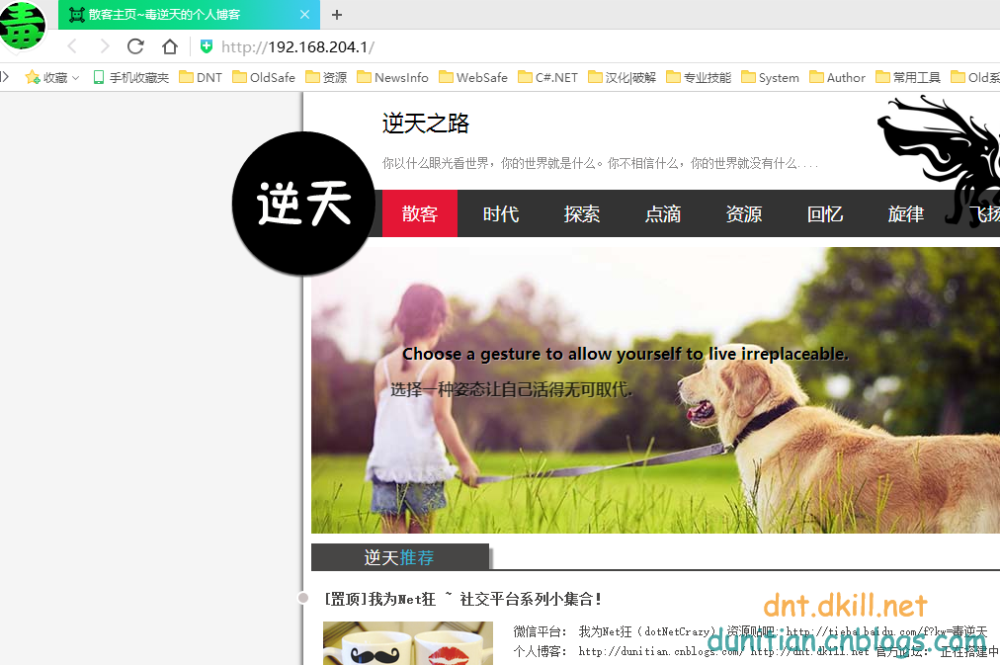 毒
散客主页~毒逆天的个人博客
http://192.168.204.1/
收藏 手机收藏夹 DNT OldSafe 资源 NewsInfo WebSafe C#.NET 汉化|破解 专业技能 System Author 常用工具 Old系
逆天之路
你以什么眼光看世界，你的世界就是什么。你不相信什么，你的世界就没有什么....
逆天
散客 时代 探索 点滴 资源 回忆 旋律 飞扬
Choose a gesture to allow yourself to live irreplaceable.
选择一种姿态让自己活得无可取代.
逆天推荐
[置顶]我为Net狂 ~ 社交平台系列小集合！
dnt.dkill.net
微信平台： 我为Net狂（dotNetCrazy） 资源贴吧：http://tieba.baidu.com/f?kw=毒逆天
dunitian.cnblogs.com
个人博客： http://dunitian.cnblogs.com/ http://dnt.dkill.net 官方论坛： 正在搭建中